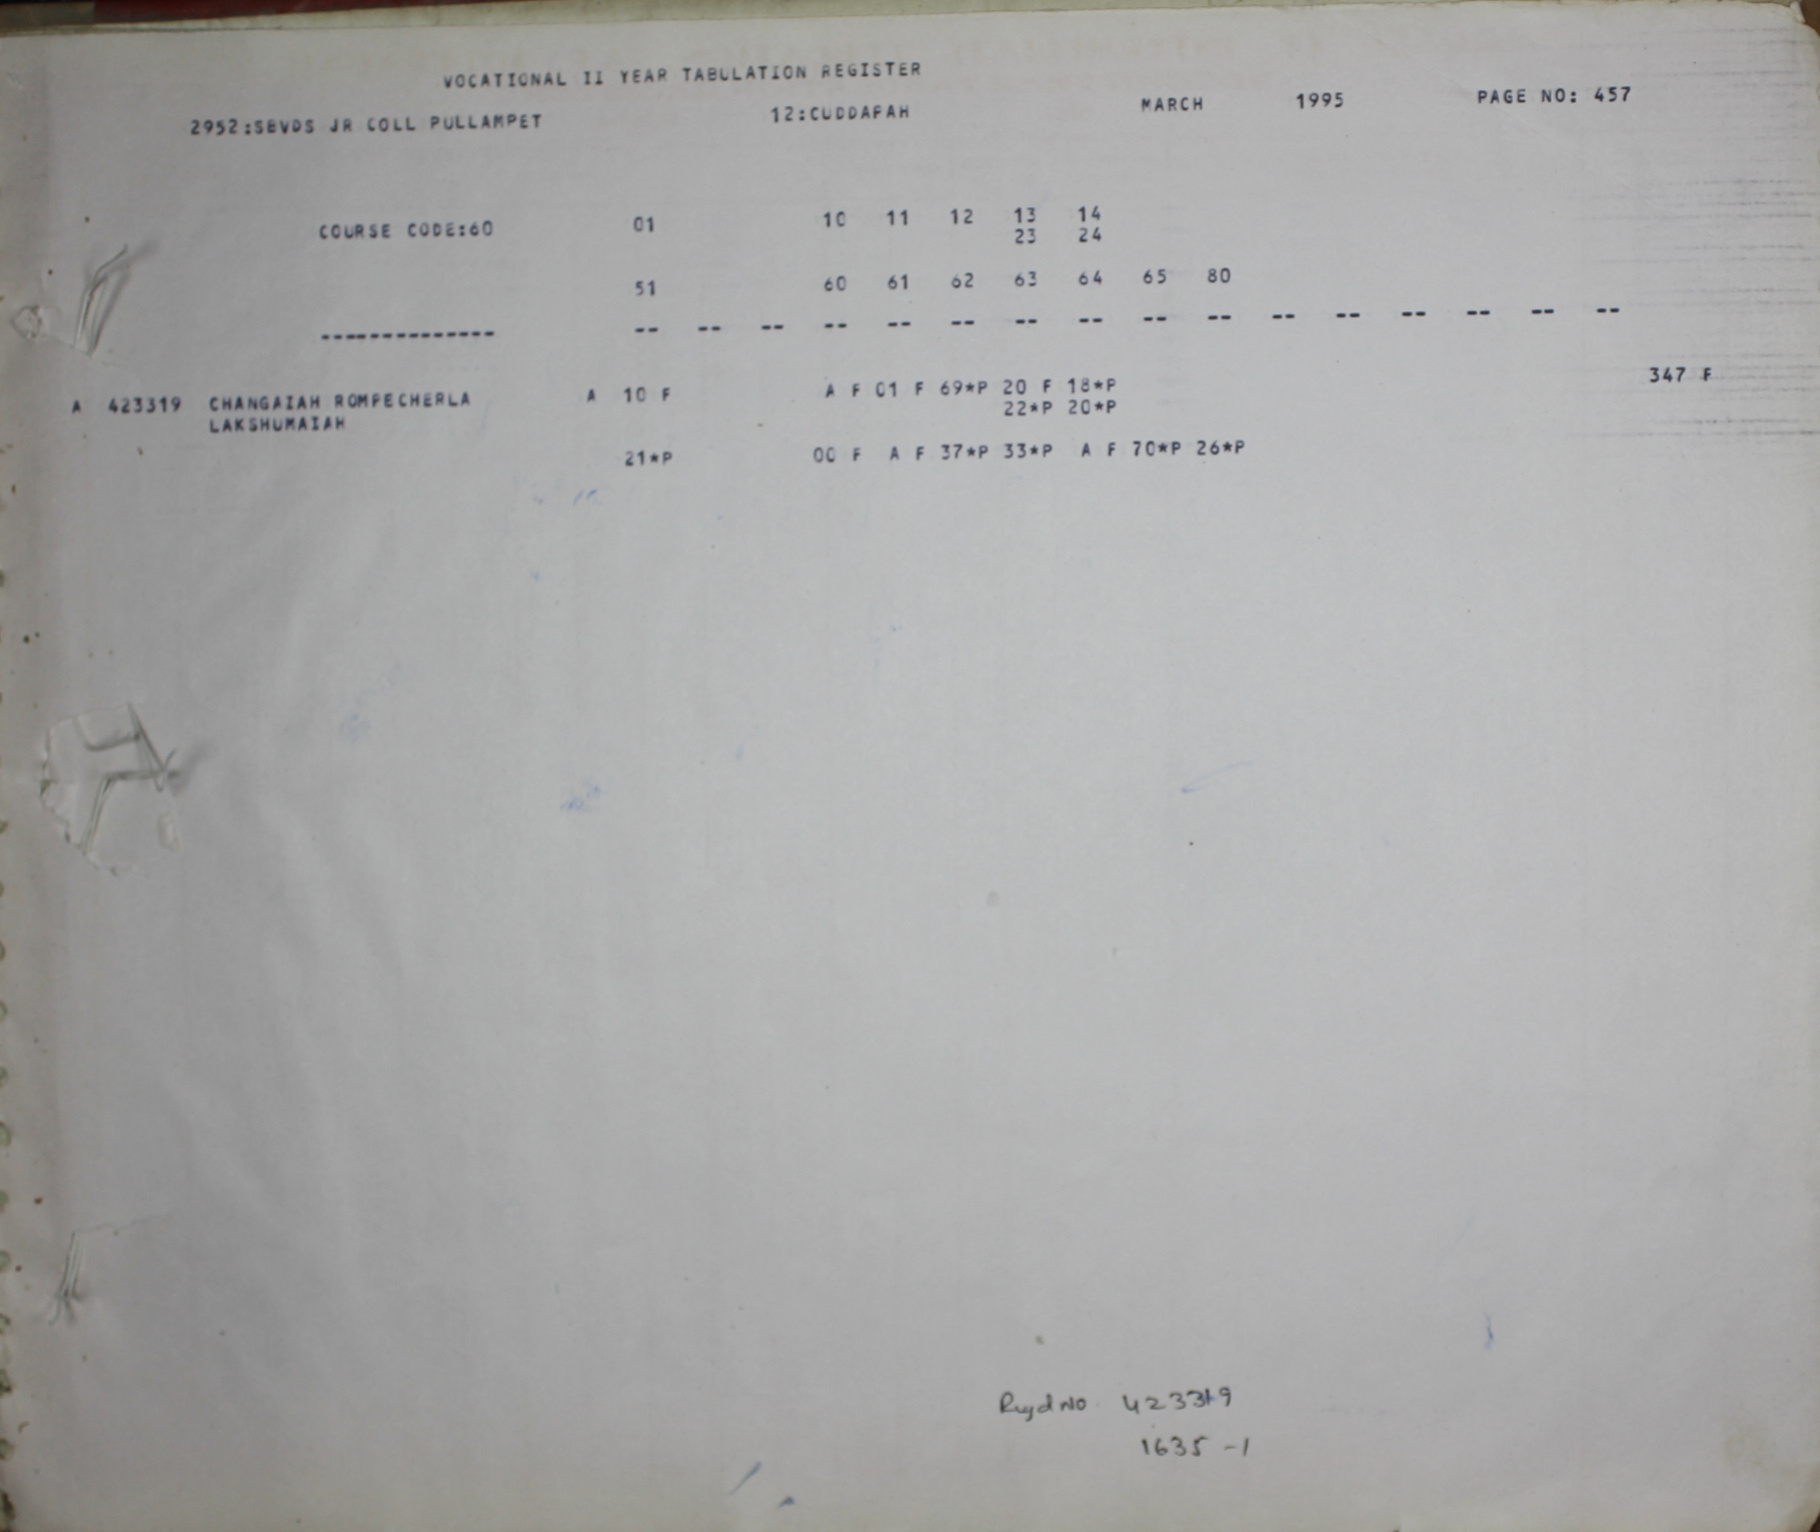 VOCATIONAL II YEAR TABULATION REGISTER
2952:SBVDS JR COLL PULLAMPET 12:CUDDAPAH MARCH 1995 PAGE NO: 457
COURSE CODE:60 01 10 11 12 13 14
23 24
51 60 61 62 63 64 65 80
-------------- -- -- -- -- -- -- -- -- -- -- -- -- -- -- -- --
A 423319 CHANGAIAH ROMPECHERLA A 10 F A F 01 F 69*P 20 F 18*P 347 F
LAKSHUMAIAH 22*P 20*P
21*P 00 F A F 37*P 33*P A F 70*P 26*P
Regd No. 423319
1635 -1